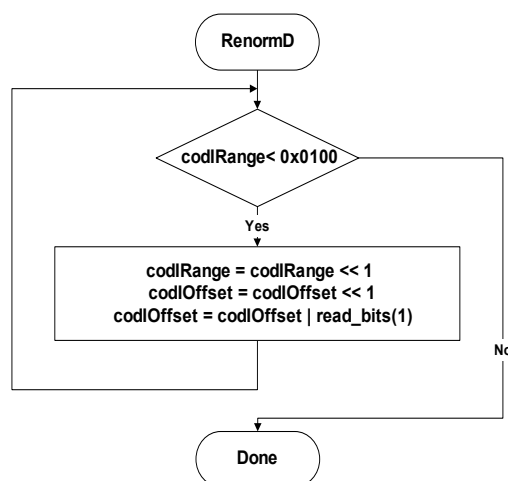 RenormD
codIRange< 0x0100
Yes
codIRange = codIRange << 1
codIOffset = codIOffset << 1
codIOffset = codIOffset | read_bits(1)
No
Done